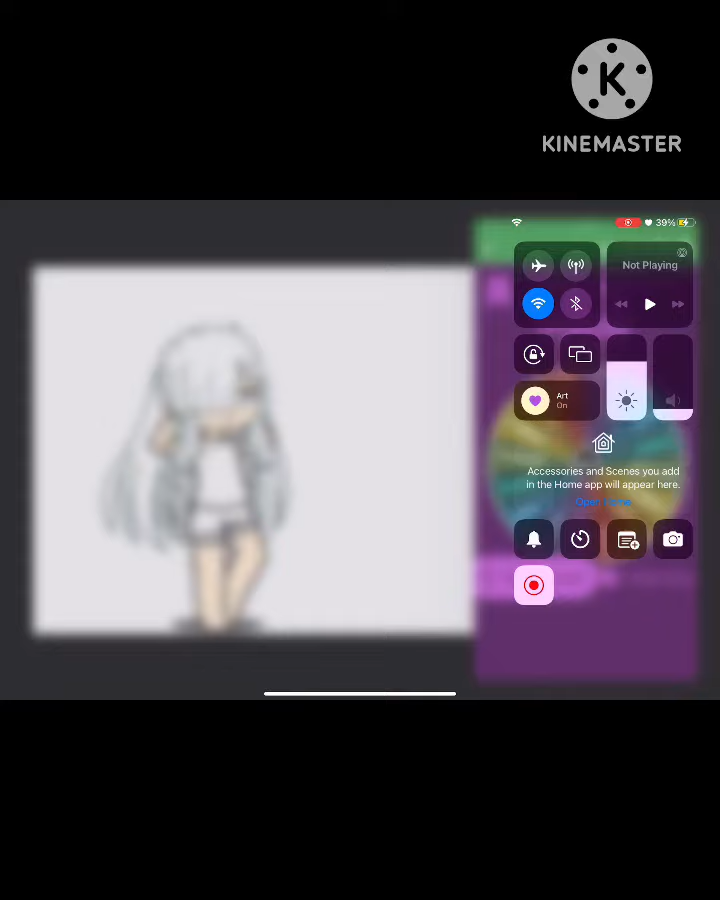 KINEMASTER
39%
Not Playing
Art
On
Accessories and Scenes you add
in the Home app will appear here.
Open Home